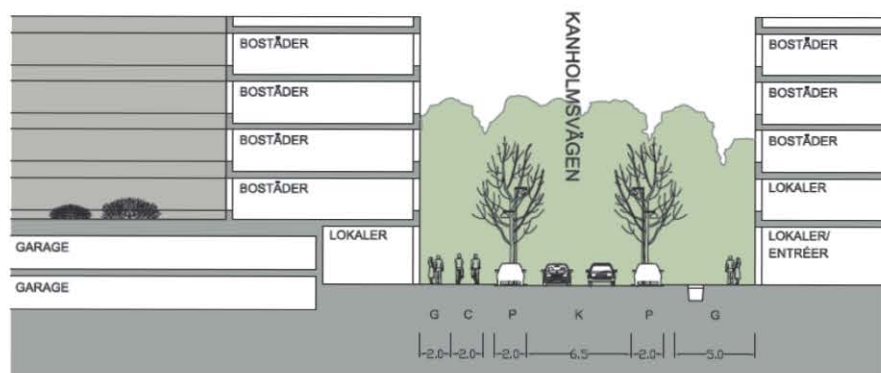 KANHOLMSVÄGEN
BOSTÄDER
BOSTÄDER
BOSTÄDER
BOSTÄDER
LOKALER
GARAGE
GARAGE
BOSTÄDER
BOSTÄDER
BOSTÄDER
LOKALER
LOKALER/
ENTRÉER
G C P K P G
2.0 2.0 2.0 6.5 2.0 5.0